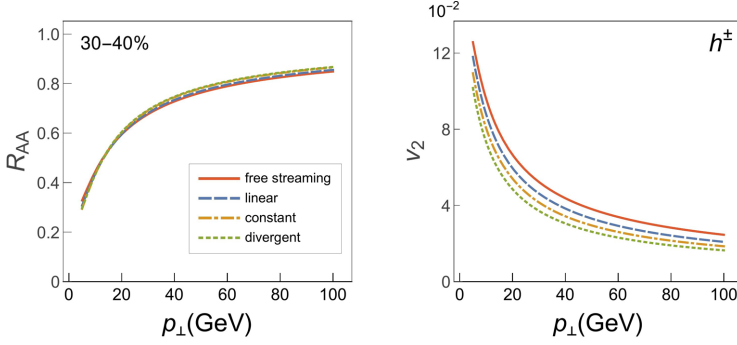 30–40%
R_AA
1.0
0.8
0.6
0.4
0.2
0
free streaming
linear
constant
divergent
0 20 40 60 80 100
p⊥(GeV)
10⁻²
h±
12
8
4
0
v₂
0 20 40 60 80 100
p⊥(GeV)